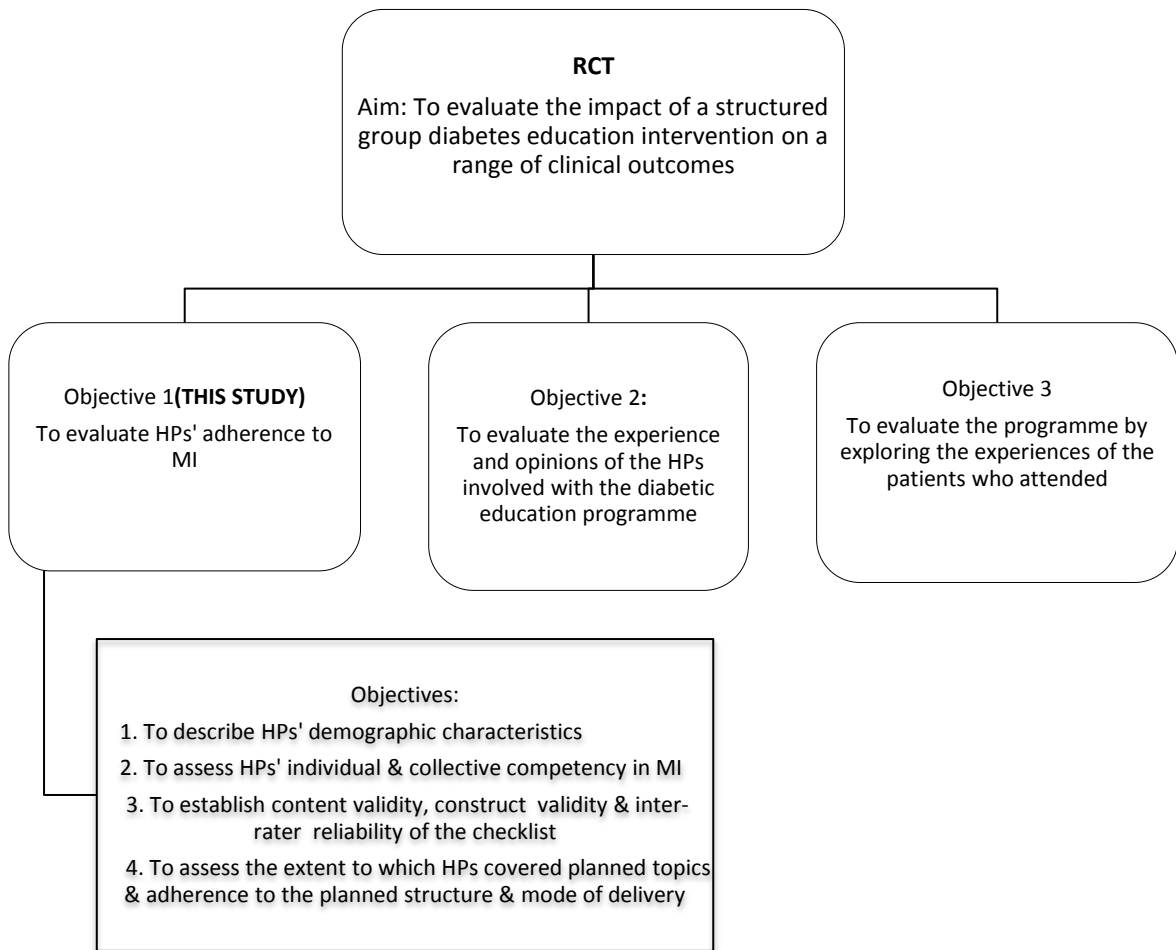 RCT
Aim: To evaluate the impact of a structured
group diabetes education intervention on a
range of clinical outcomes
Objective 1(THIS STUDY)
To evaluate HPs' adherence to
MI
Objective 2:
To evaluate the experience
and opinions of the HPs
involved with the diabetic
education programme
Objective 3
To evaluate the programme by
exploring the experiences of the
patients who attended
Objectives:
1. To describe HPs' demographic characteristics
2. To assess HPs' individual & collective competency in MI
3. To establish content validity, construct validity & inter-
rater reliability of the checklist
4. To assess the extent to which HPs covered planned topics
& adherence to the planned structure & mode of delivery